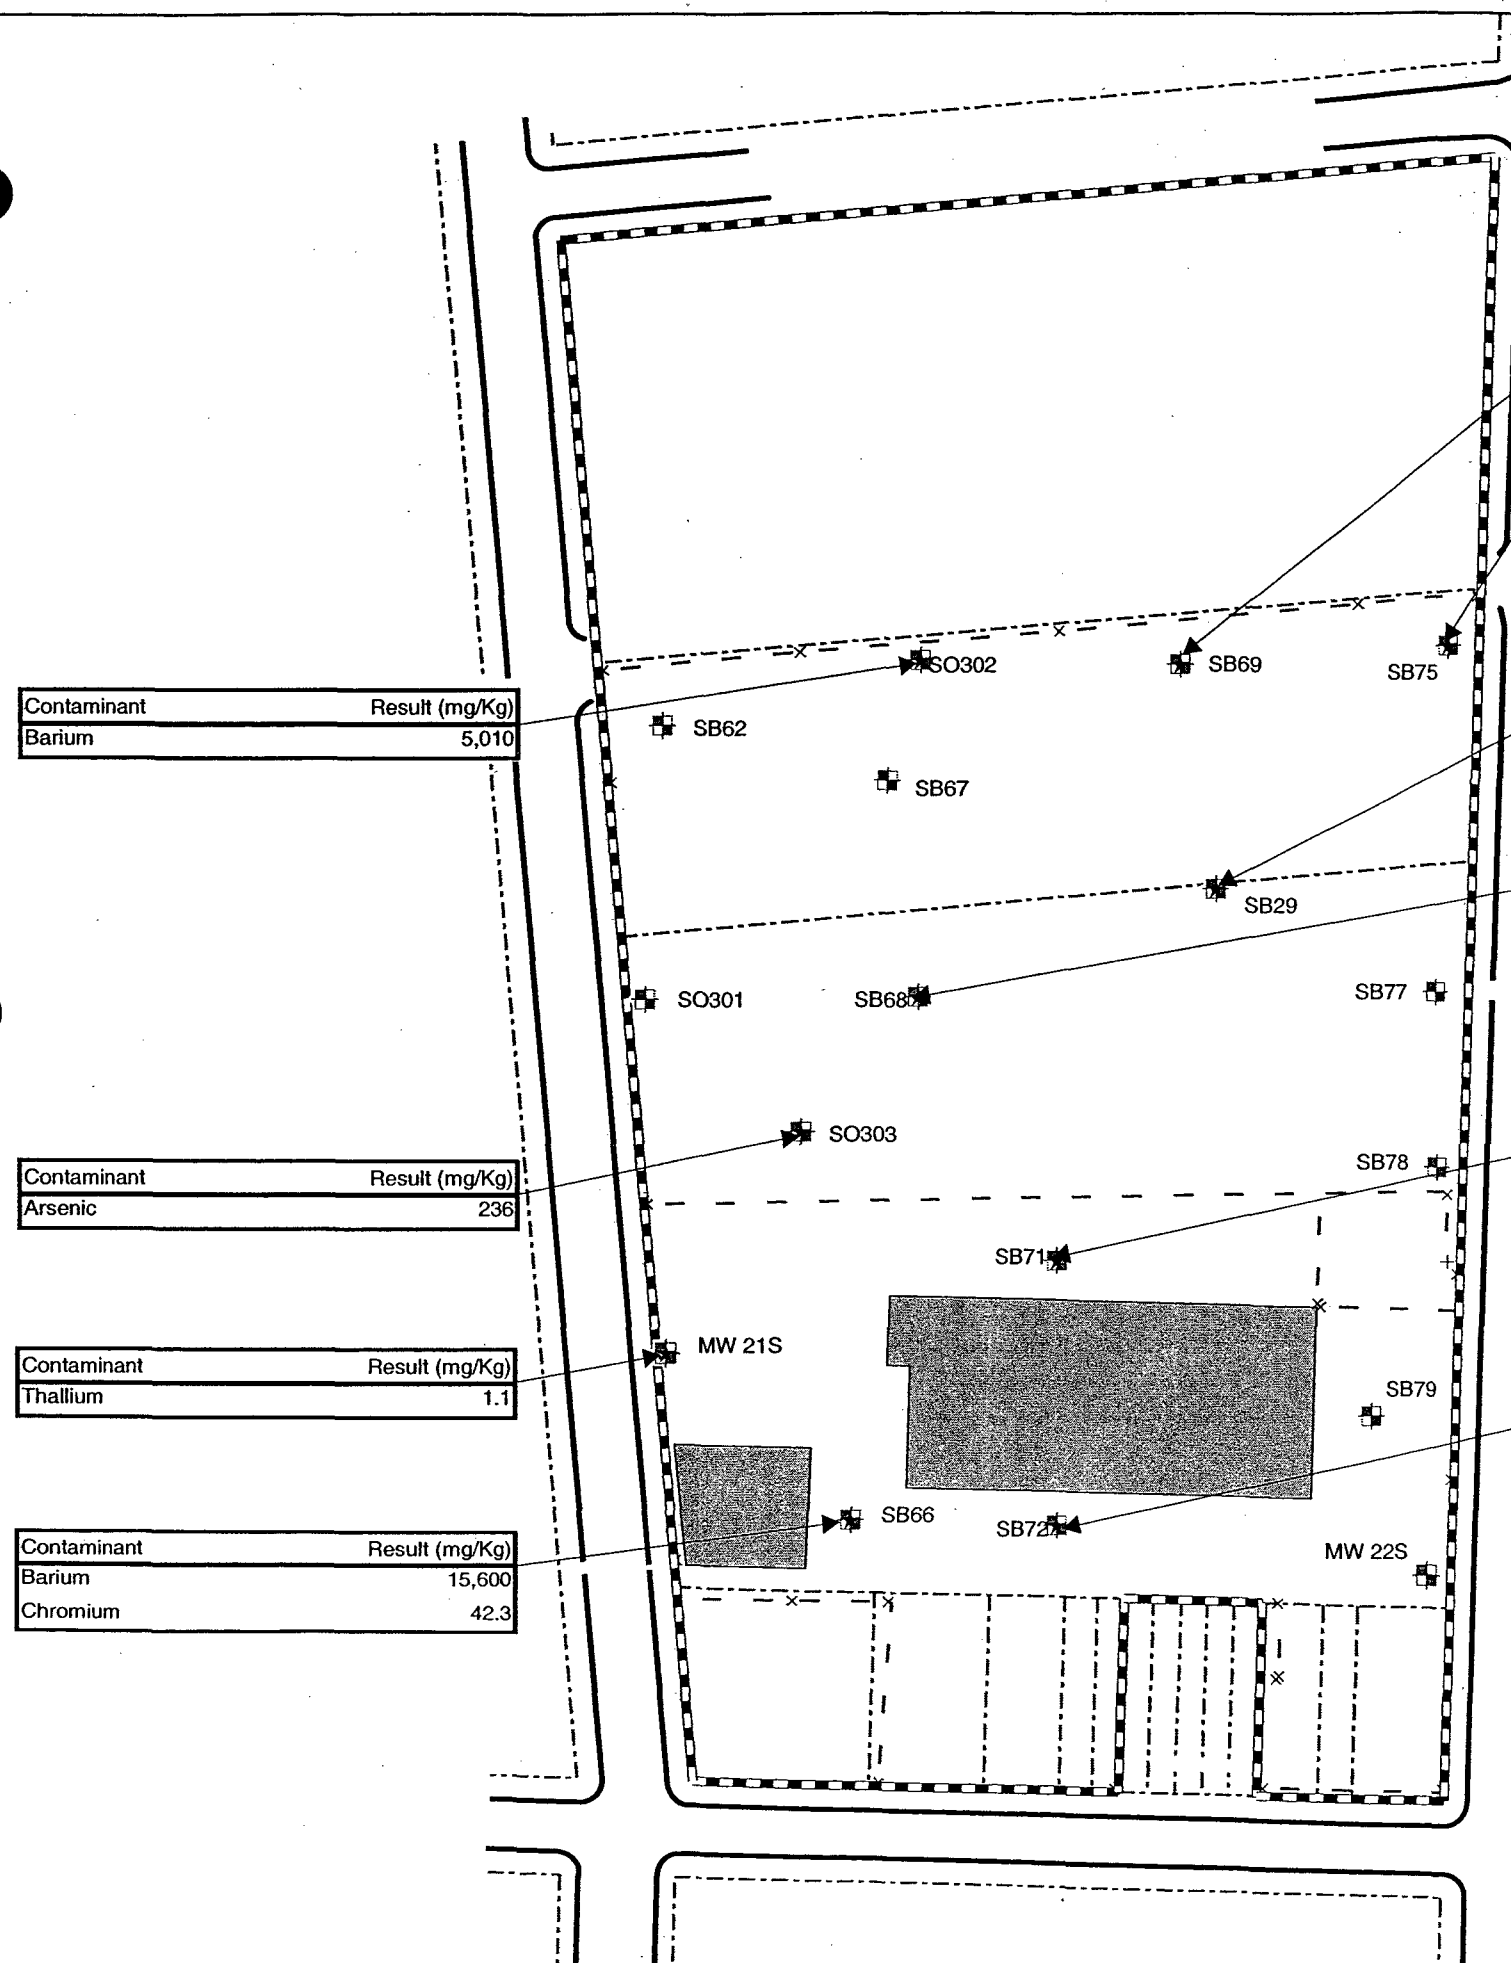 SO302
SB69
SB75
Contaminant Result (mg/Kg)
Barium 5,010
SB62
SB67
SB29
SO301
SB68
SB77
SO303
SB78
Contaminant Result (mg/Kg)
Arsenic 236
SB71
MW 21S
Contaminant Result (mg/Kg)
Thallium 1.1
SB79
SB66
SB72
MW 22S
Contaminant Result (mg/Kg)
Barium 15,600
Chromium 42.3